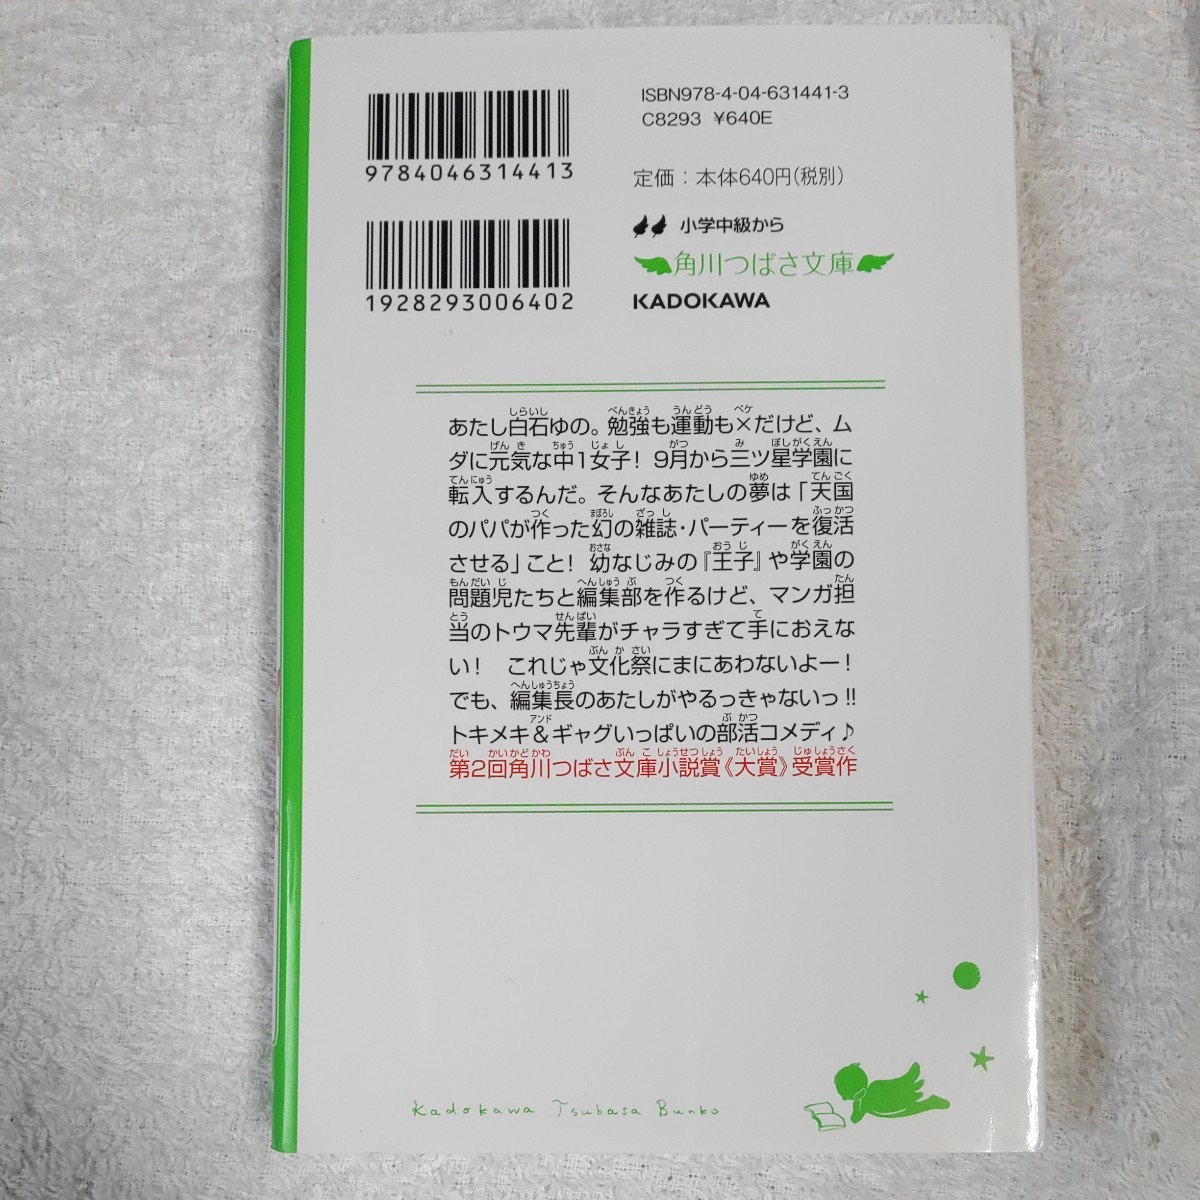 9784046314413
ISBN978-4-04-631441-3
C8293 ¥640E
定価：本体640円（税別）
1928293006402
小学中級から
角川つばさ文庫
KADOKAWA
あたし白石ゆの。勉強も運動も×だけど、ム
ダに元気な中1女子！ 9月から三ツ星学園に
転入するんだ。そんなあたしの夢は「天国
のパパが作った幻の雑誌・パーティーを復活
させる」こと！ 幼なじみの『王子』や学園の
問題児たちと編集部を作るけど、マンガ担
当のトウマ先輩がチャラすぎて手におえな
い！ これじゃ文化祭にまにあわないよー！
でも、編集長のあたしがやるっきゃないっ!!
トキメキ＆ギャグいっぱいの部活コメディ♪
第2回角川つばさ文庫小説賞《大賞》受賞作
Kadokawa Tsubasa Bunko